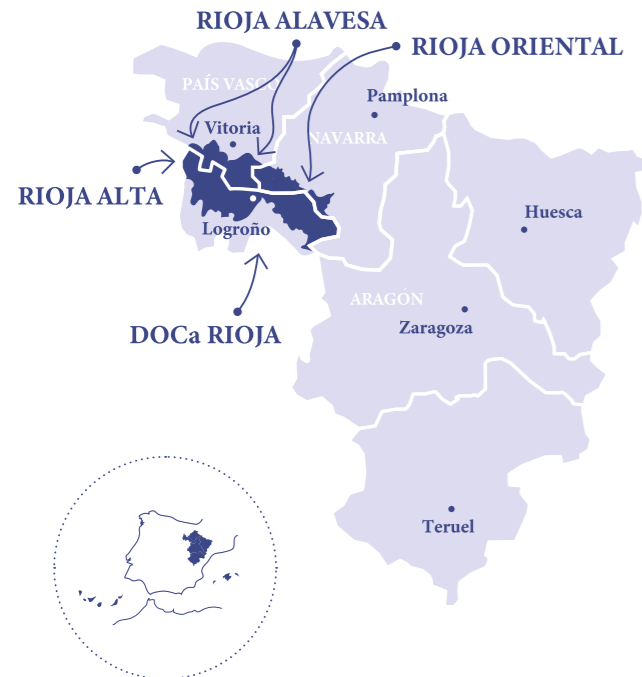 RIOJA ALAVESA
RIOJA ORIENTAL
PAÍS VASCO
Pamplona
Vitoria
NAVARRA
RIOJA ALTA
Huesca
Logroño
ARAGÓN
DOCa RIOJA
Zaragoza
Teruel